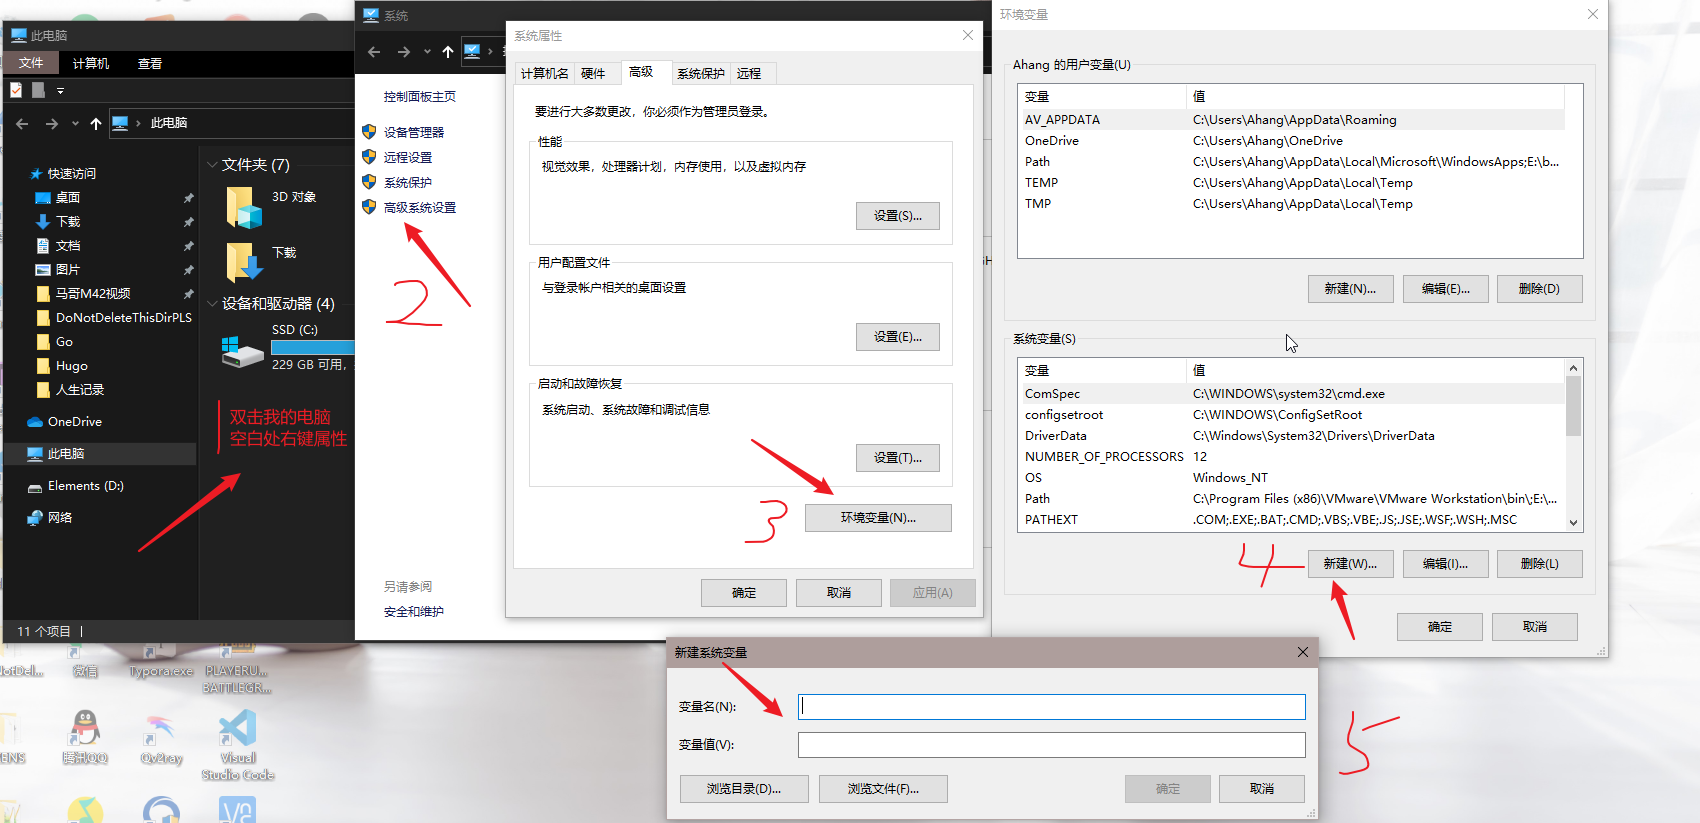 此电脑
文件
计算机
查看
此电脑
快速访问
桌面
下载
文档
图片
马哥M42视频
DoNotDeleteThisDirPLS
Go
Hugo
人生记录
OneDrive
此电脑
Elements (D:)
网络
文件夹 (7)
3D 对象
下载
设备和驱动器 (4)
SSD (C:)
229 GB 可用,
双击我的电脑
空白处右键属性
11 个项目
系统
控制面板主页
设备管理器
远程设置
系统保护
高级系统设置
2
另请参阅
安全和维护
系统属性
计算机名
硬件
高级
系统保护
远程
要进行大多数更改，你必须作为管理员登录。
性能
视觉效果，处理器计划，内存使用，以及虚拟内存
设置(S)...
用户配置文件
与登录帐户相关的桌面设置
设置(E)...
启动和故障恢复
系统启动、系统故障和调试信息
设置(T)...
3
环境变量(N)...
确定
取消
应用(A)
环境变量
Ahang 的用户变量(U)
变量 值
AV_APPDATA C:\Users\Ahang\AppData\Roaming
OneDrive C:\Users\Ahang\OneDrive
Path C:\Users\Ahang\AppData\Local\Microsoft\WindowsApps;E:\b...
TEMP C:\Users\Ahang\AppData\Local\Temp
TMP C:\Users\Ahang\AppData\Local\Temp
新建(N)... 编辑(E)... 删除(D)
系统变量(S)
变量 值
ComSpec C:\WINDOWS\system32\cmd.exe
configsetroot C:\WINDOWS\ConfigSetRoot
DriverData C:\Windows\System32\Drivers\DriverData
NUMBER_OF_PROCESSORS 12
OS Windows_NT
Path C:\Program Files (x86)\VMware\VMware Workstation\bin\;E:\...
PATHEXT .COM;.EXE;.BAT;.CMD;.VBS;.VBE;.JS;.JSE;.WSF;.WSH;.MSC
4
新建(W)... 编辑(I)... 删除(L)
确定 取消
新建系统变量
变量名(N):
变量值(V):
浏览目录(D)... 浏览文件(F)... 确定 取消
5
微信
Typora.exe
PLAYERU...
BATTLEGR...
腾讯QQ
Qv2ray
Visual
Studio Code